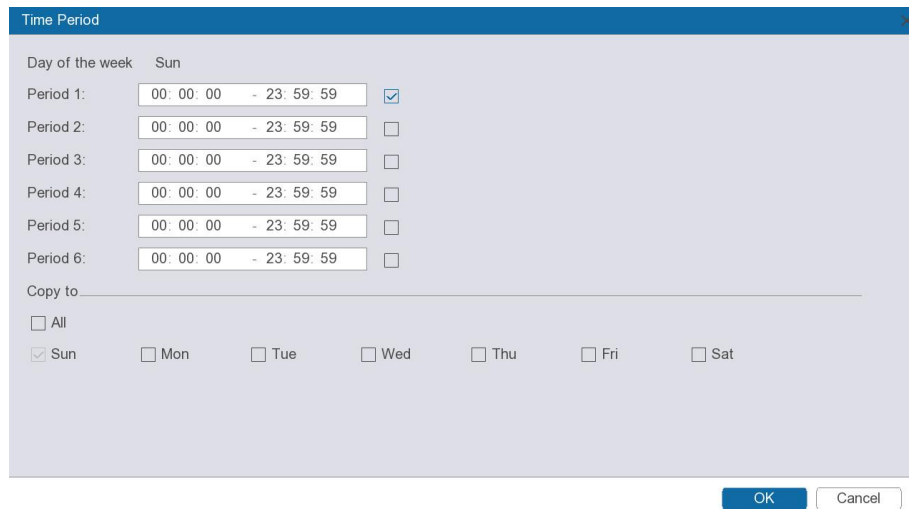 Time Period
Day of the week Sun
Period 1: 00: 00: 00 - 23: 59: 59
Period 2: 00: 00: 00 - 23: 59: 59
Period 3: 00: 00: 00 - 23: 59: 59
Period 4: 00: 00: 00 - 23: 59: 59
Period 5: 00: 00: 00 - 23: 59: 59
Period 6: 00: 00: 00 - 23: 59: 59
Copy to
All
Sun Mon Tue Wed Thu Fri Sat
OK Cancel